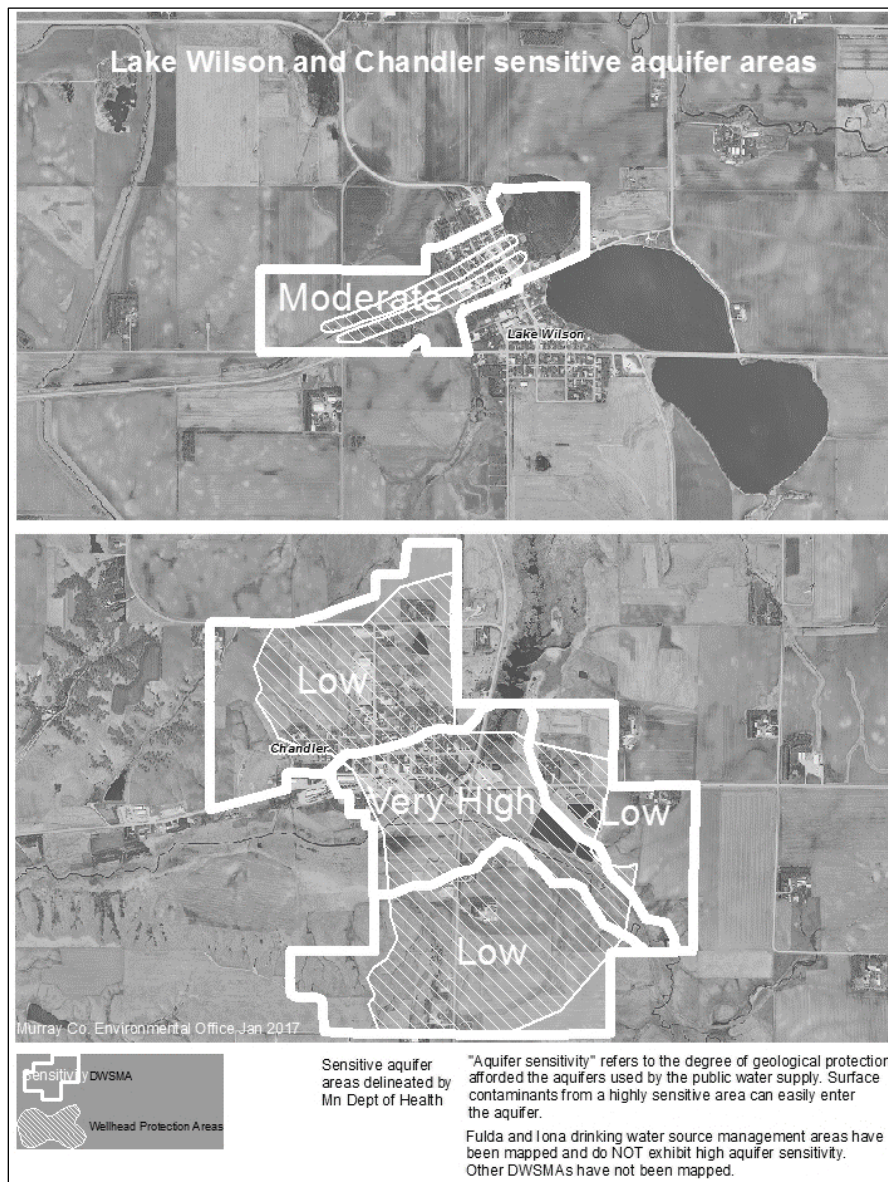 Lake Wilson and Chandler sensitive aquifer areas
Moderate
Lake Wilson
Low
Chandler
Very High
Low
Low
Murray Co. Environmental Office Jan 2017
Sensitivity DWSMA
Wellhead Protection Areas
Sensitive aquifer
areas delineated by
Mn Dept of Health
"Aquifer sensitivity" refers to the degree of geological protection
afforded the aquifers used by the public water supply. Surface
contaminants from a highly sensitive area can easily enter
the aquifer.
Fulda and Iona drinking water source management areas have
been mapped and do NOT exhibit high aquifer sensitivity.
Other DWSMAs have not been mapped.